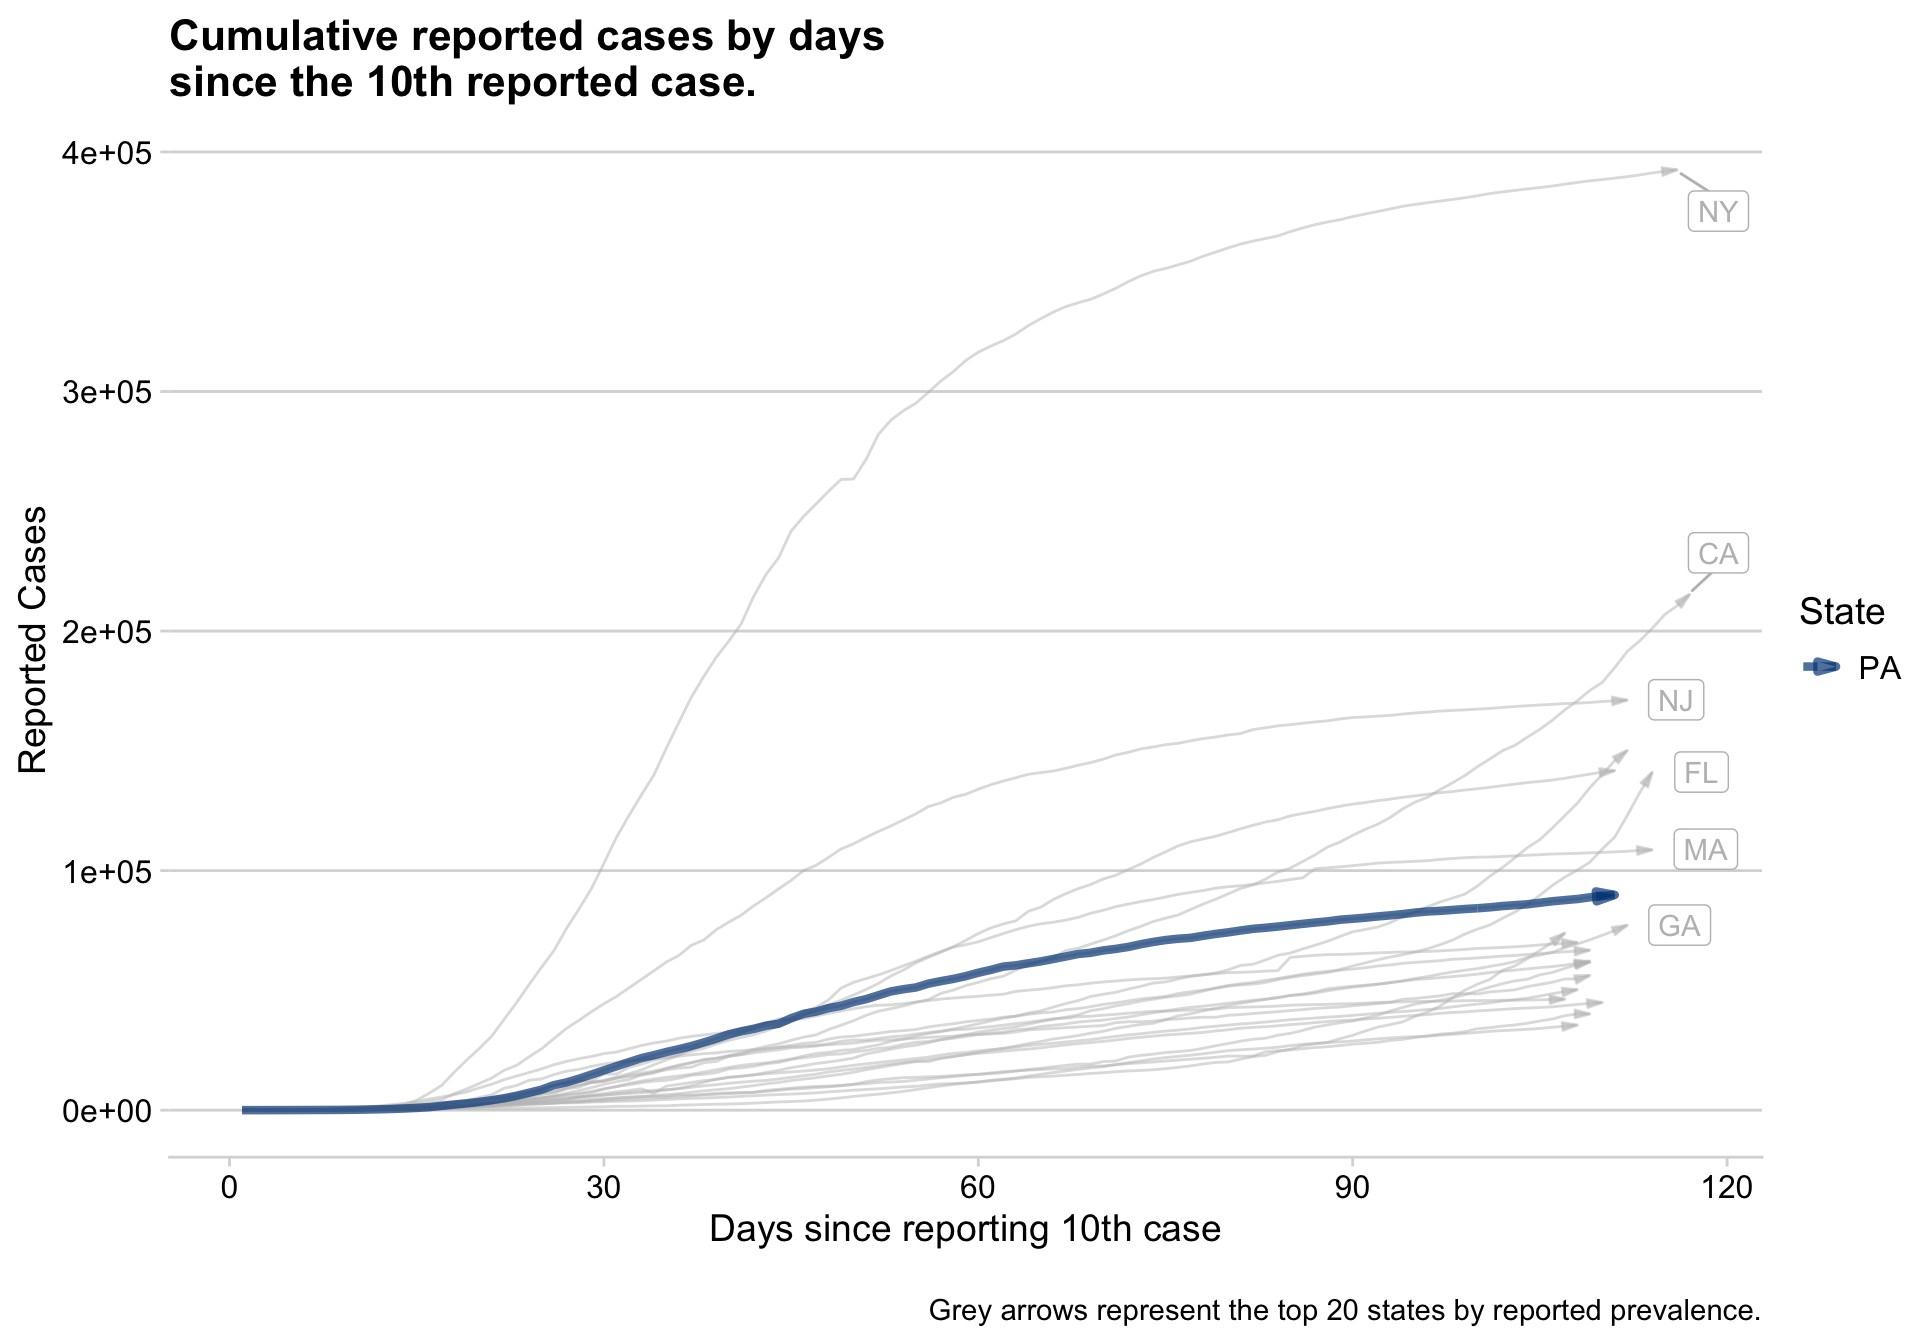 Cumulative reported cases by days
since the 10th reported case.
4e+05
3e+05
2e+05
1e+05
0e+00
Reported Cases
NY
CA
NJ
FL
MA
GA
State
PA
0 30 60 90 120
Days since reporting 10th case
Grey arrows represent the top 20 states by reported prevalence.